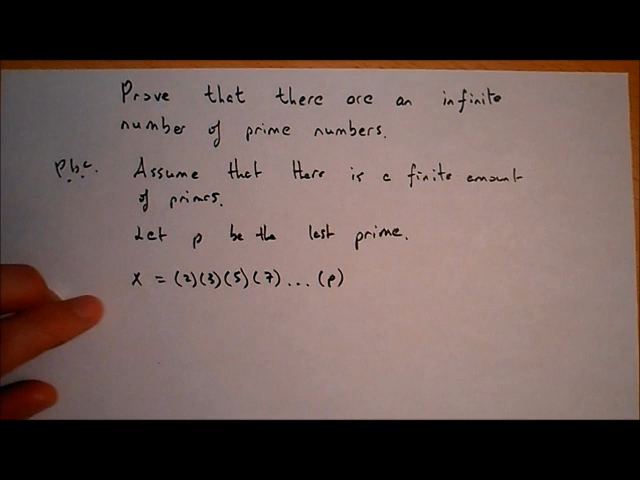 Prove that there are an infinite
number of prime numbers.
P.b.c. Assume that there is a finite amount
of primes.
Let p be the last prime.
x = (2)(3)(5)(7)...(p)